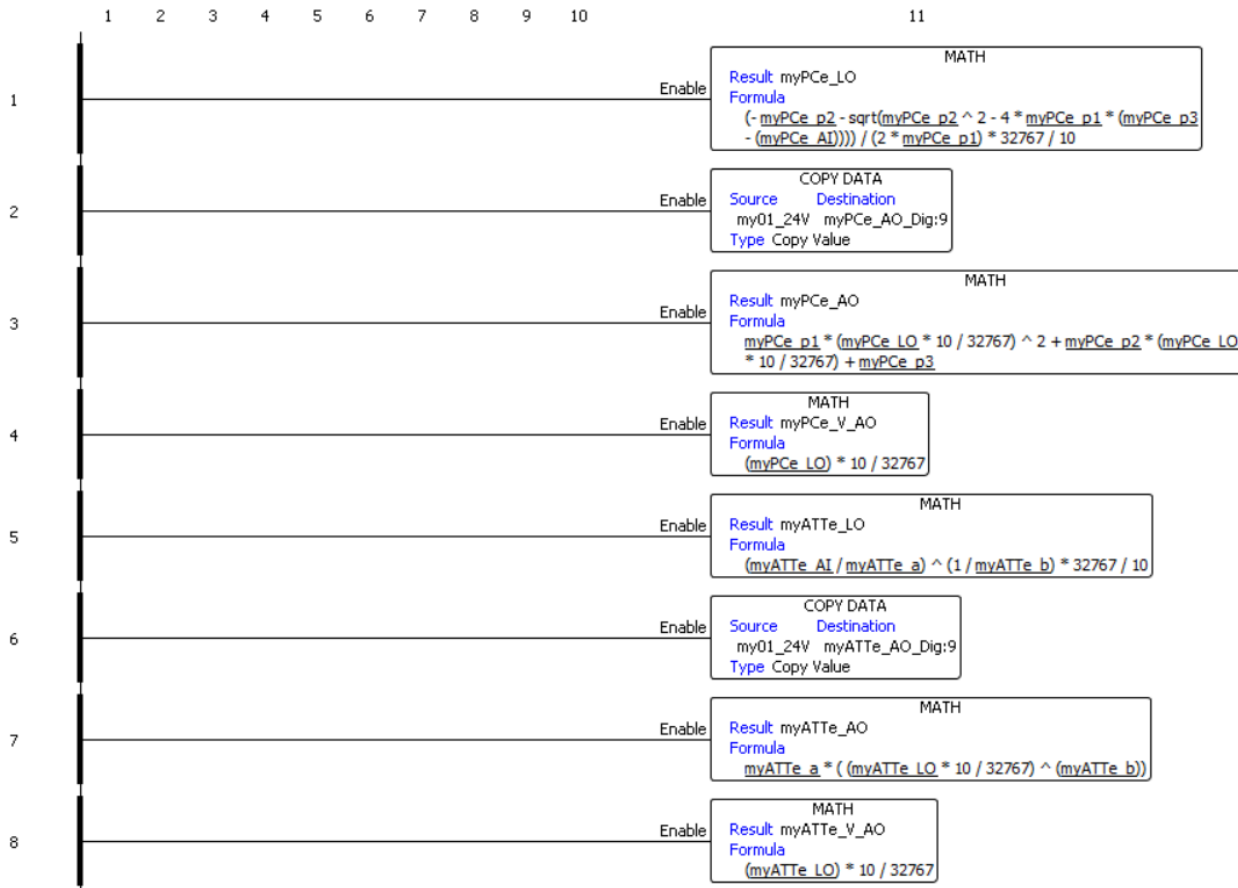 1 2 3 4 5 6 7 8 9 10 11
1
Enable
MATH
Result myPCe_LO
Formula
(- myPCe_p2 - sqrt(myPCe_p2 ^ 2 - 4 * myPCe_p1 * (myPCe_p3
- (myPCe_AI)))) / (2 * myPCe_p1) * 32767 / 10
2
Enable
COPY DATA
Source Destination
my01_24V myPCe_AO_Dig:9
Type Copy Value
3
Enable
MATH
Result myPCe_AO
Formula
myPCe_p1 * (myPCe_LO * 10 / 32767) ^ 2 + myPCe_p2 * (myPCe_LO
* 10 / 32767) + myPCe_p3
4
Enable
MATH
Result myPCe_V_AO
Formula
(myPCe_LO) * 10 / 32767
5
Enable
MATH
Result myATTe_LO
Formula
(myATTe_AI / myATTe_a) ^ (1 / myATTe_b) * 32767 / 10
6
Enable
COPY DATA
Source Destination
my01_24V myATTe_AO_Dig:9
Type Copy Value
7
Enable
MATH
Result myATTe_AO
Formula
myATTe_a * ( (myATTe_LO * 10 / 32767) ^ (myATTe_b))
8
Enable
MATH
Result myATTe_V_AO
Formula
(myATTe_LO) * 10 / 32767